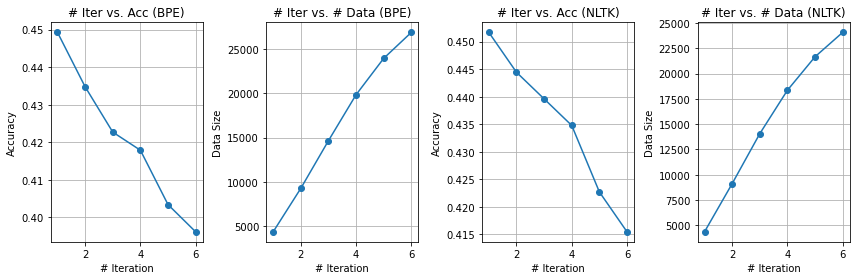 # Iter vs. Acc (BPE)
Accuracy
0.45
0.44
0.43
0.42
0.41
0.40
2 4 6
# Iteration
# Iter vs. # Data (BPE)
Data Size
25000
20000
15000
10000
5000
2 4 6
# Iteration
# Iter vs. Acc (NLTK)
Accuracy
0.450
0.445
0.440
0.435
0.430
0.425
0.420
0.415
2 4 6
# Iteration
# Iter vs. # Data (NLTK)
Data Size
25000
22500
20000
17500
15000
12500
10000
7500
5000
2 4 6
# Iteration